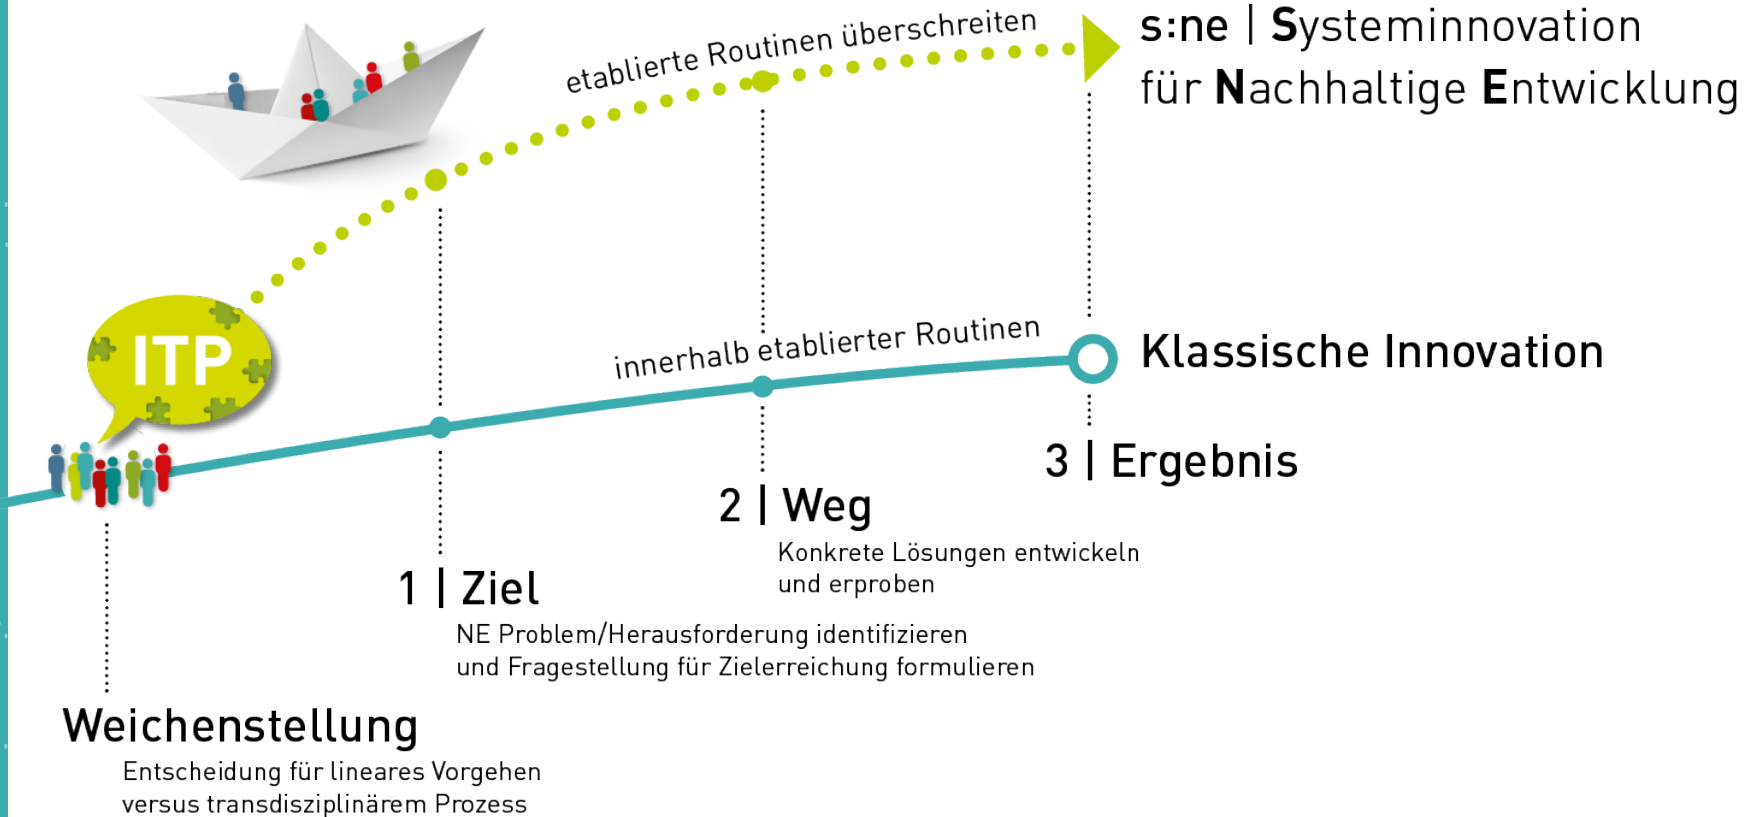 etablierte Routinen überschreiten
s:ne | Systeminnovation
für Nachhaltige Entwicklung
ITP
innerhalb etablierter Routinen
Klassische Innovation
3 | Ergebnis
2 | Weg
Konkrete Lösungen entwickeln
und erproben
1 | Ziel
NE Problem/Herausforderung identifizieren
und Fragestellung für Zielerreichung formulieren
Weichenstellung
Entscheidung für lineares Vorgehen
versus transdisziplinärem Prozess